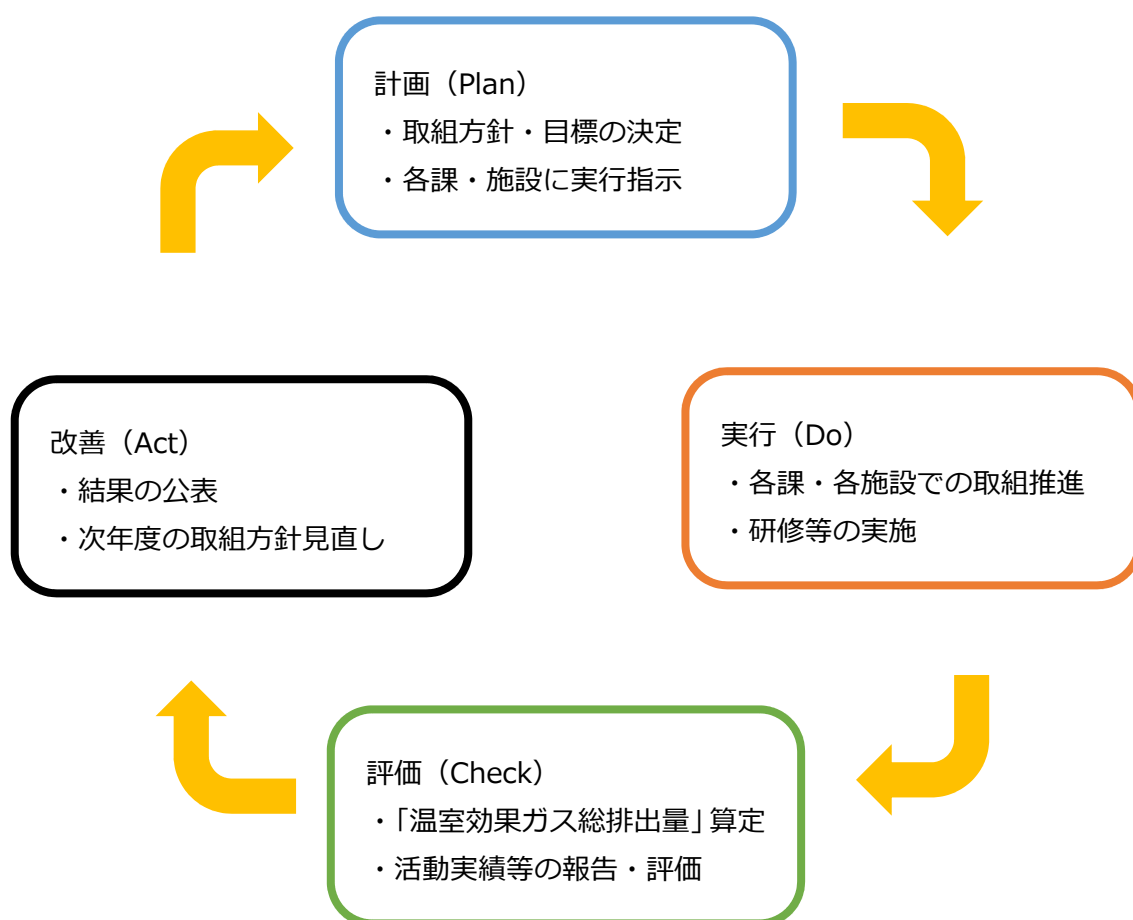 計画（Plan）
・取組方針・目標の決定
・各課・施設に実行指示
実行（Do）
・各課・各施設での取組推進
・研修等の実施
評価（Check）
・「温室効果ガス総排出量」算定
・活動実績等の報告・評価
改善（Act）
・結果の公表
・次年度の取組方針見直し